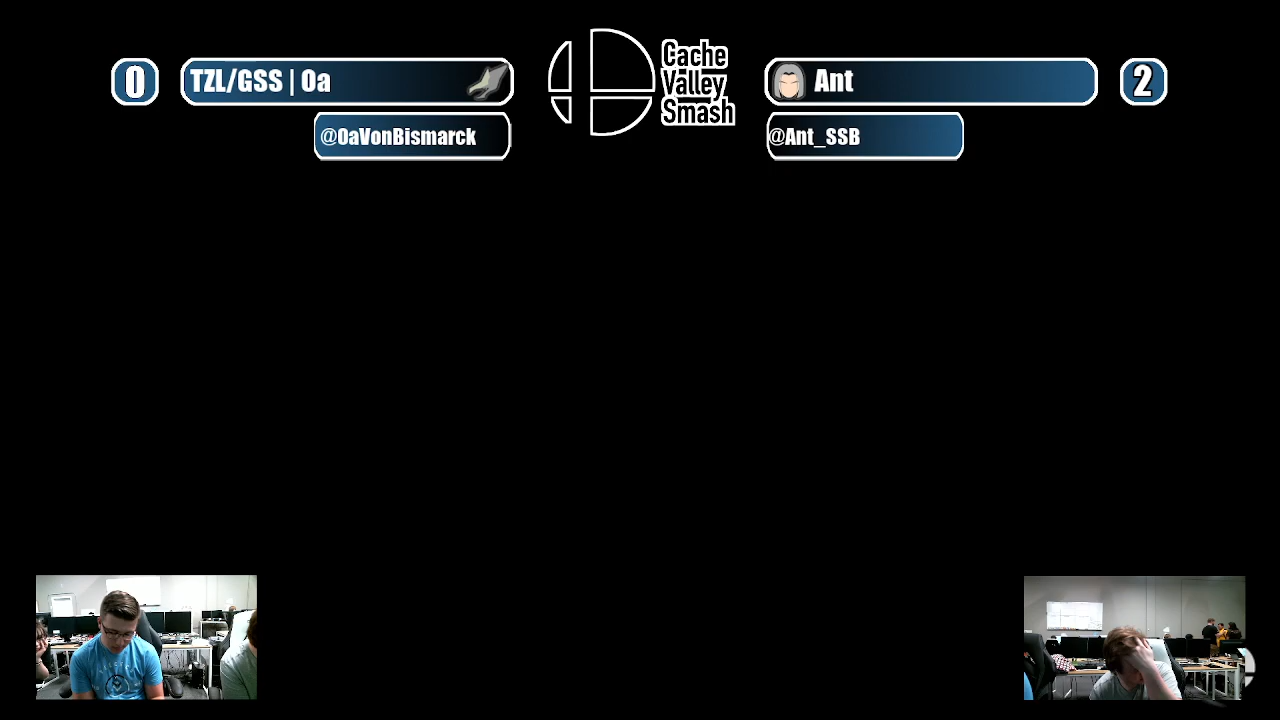 0
TZL/GSS | Oa
@OaVonBismarck
Cache
Valley
Smash
Ant
2
@Ant_SSB